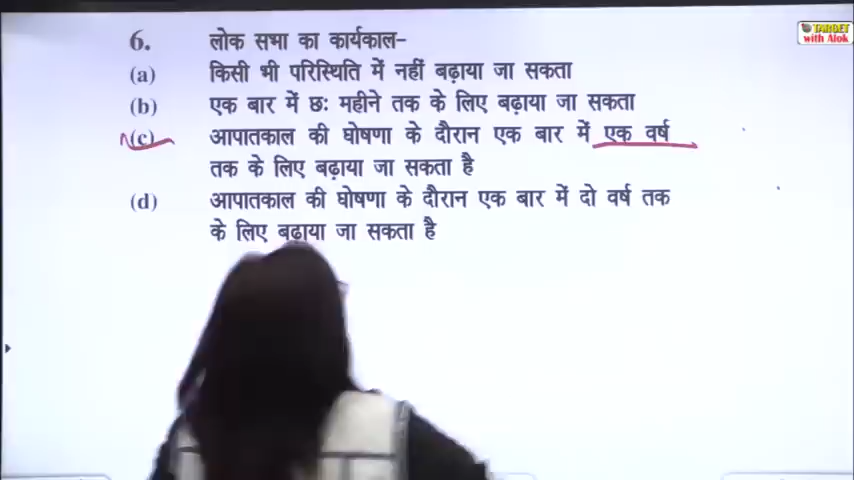 TARGET
with Alok
6. लोक सभा का कार्यकाल–
(a) किसी भी परिस्थिति में नहीं बढ़ाया जा सकता
(b) एक बार में छः महीने तक के लिए बढ़ाया जा सकता
(c) आपातकाल की घोषणा के दौरान एक बार में एक वर्ष
तक के लिए बढ़ाया जा सकता है
(d) आपातकाल की घोषणा के दौरान एक बार में दो वर्ष तक
के लिए बढ़ाया जा सकता है